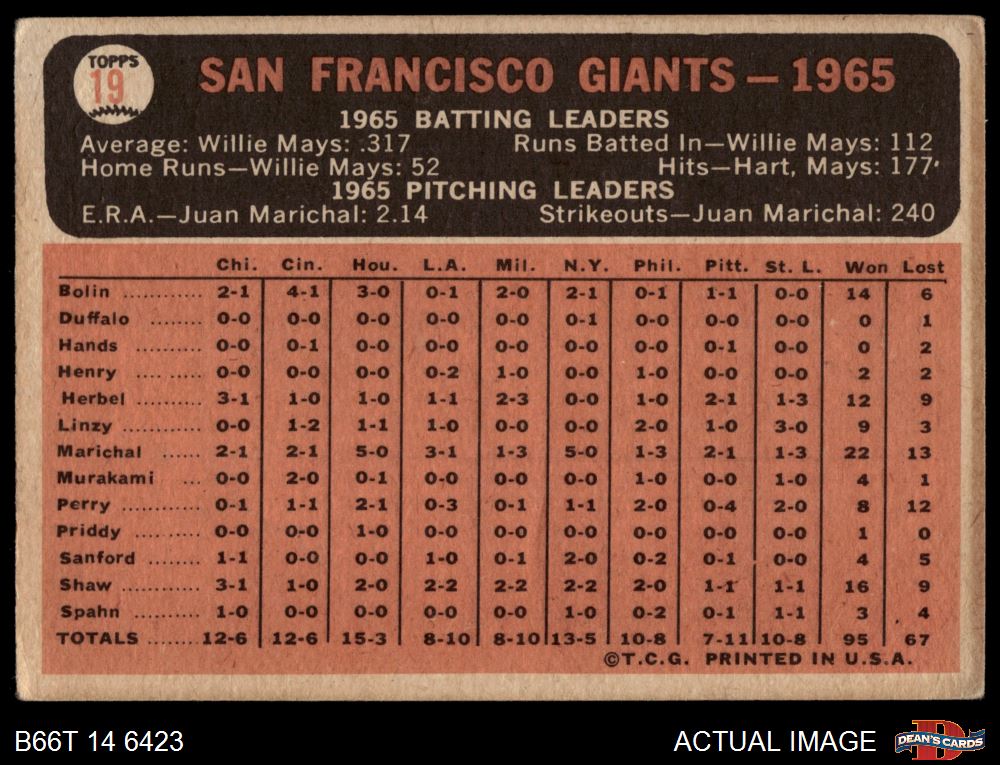 TOPPS
19
SAN FRANCISCO GIANTS — 1965
1965 BATTING LEADERS
Average: Willie Mays: .317 Runs Batted In—Willie Mays: 112
Home Runs—Willie Mays: 52 Hits—Hart, Mays: 177
1965 PITCHING LEADERS
E.R.A.—Juan Marichal: 2.14 Strikeouts—Juan Marichal: 240
Chi. Cin. Hou. L.A. Mil. N.Y. Phil. Pitt. St. L. Won Lost
Bolin ........... 2-1 4-1 3-0 0-1 2-0 2-1 0-1 1-1 0-0 14 6
Duffalo ........ 0-0 0-0 0-0 0-0 0-0 0-1 0-0 0-0 0-0 0 1
Hands .......... 0-0 0-1 0-0 0-0 0-0 0-0 0-0 0-1 0-0 0 2
Henry .... ..... 0-0 0-0 0-0 0-2 1-0 0-0 1-0 0-0 0-0 2 2
Herbel .......... 3-1 1-0 1-0 1-1 2-3 0-0 1-0 2-1 1-3 12 9
Linzy ........... 0-0 1-2 1-1 1-0 0-0 0-0 2-0 1-0 3-0 9 3
Marichal ...... 2-1 2-1 5-0 3-1 1-3 5-0 1-3 2-1 1-3 22 13
Murakami ... 0-0 2-0 0-1 0-0 0-0 0-0 1-0 0-0 1-0 4 1
Perry ........... 0-1 1-1 2-1 0-3 0-1 1-1 2-0 0-4 2-0 8 12
Priddy .......... 0-0 0-0 1-0 0-0 0-0 0-0 0-0 0-0 0-0 1 0
Sanford ........ 1-1 0-0 0-0 1-0 0-1 2-0 0-2 0-1 0-0 4 5
Shaw ........... 3-1 1-0 2-0 2-2 2-2 2-2 2-0 1-1 1-1 16 9
Spahn .......... 1-0 0-0 0-0 0-0 0-0 1-0 0-2 0-1 1-1 3 4
TOTALS ....... 12-6 12-6 15-3 8-10 8-10 13-5 10-8 7-11 10-8 95 67
©T.C.G. PRINTED IN U.S.A.
B66T 14 6423 ACTUAL IMAGE
D
DEAN'S CARDS